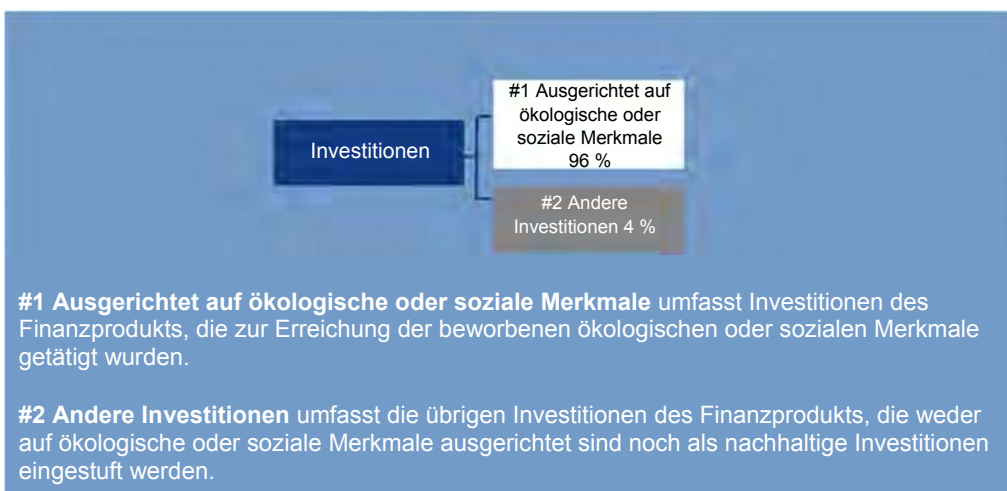 #1 Ausgerichtet auf
ökologische oder
soziale Merkmale
96 %
Investitionen
#2 Andere
Investitionen 4 %
#1 Ausgerichtet auf ökologische oder soziale Merkmale umfasst Investitionen des
Finanzprodukts, die zur Erreichung der beworbenen ökologischen oder sozialen Merkmale
getätigt wurden.
#2 Andere Investitionen umfasst die übrigen Investitionen des Finanzprodukts, die weder
auf ökologische oder soziale Merkmale ausgerichtet sind noch als nachhaltige Investitionen
eingestuft werden.